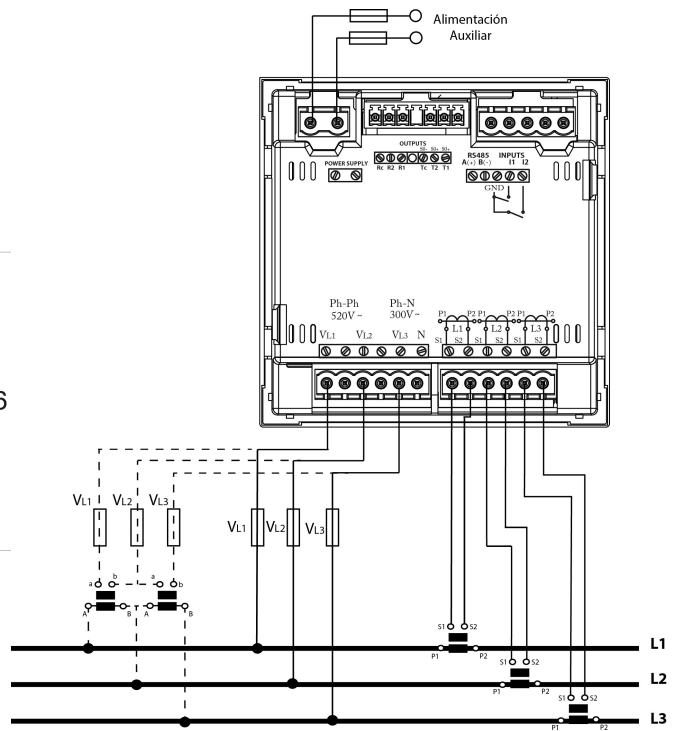 Alimentación
Auxiliar
OUTPUTS
S0- S0+ S0+
POWER SUPPLY
Rc R2 R1 Tc T2 T1
RS485 INPUTS
A(+) B(-) I1 I2
GND
Ph-Ph Ph-N
520V~ 300V~
P1 P2 P1 P2 P1 P2
L1 L2 L3
VL1 VL2 VL3 N
S1 S2 S1 S2 S1 S2
6
VL1 VL2 VL3
VL1 VL2 VL3
a b a b
A B A B
S1 S2
L1
P1 P2
S1 S2
L2
P1 P2
S1 S2
L3
P1 P2